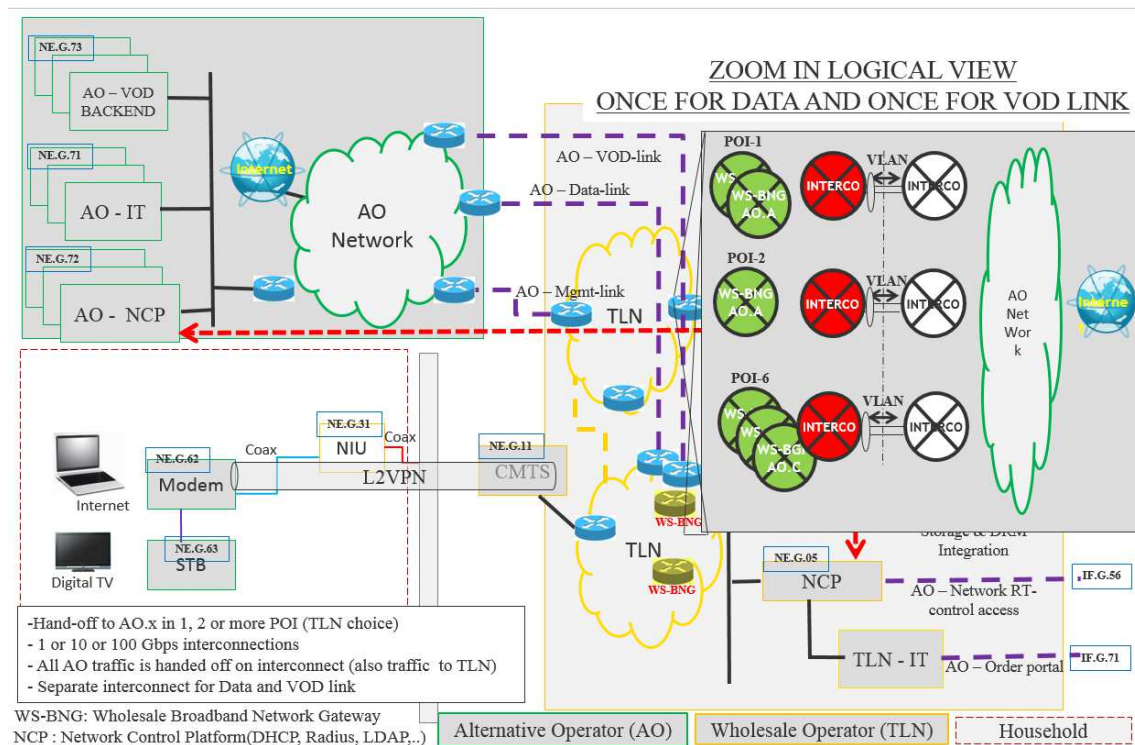 NE.G.73
AO – VOD
BACKEND
NE.G.71
AO - IT
NE.G.72
AO - NCP
Internet
AO
Network
AO – VOD-link
AO – Data-link
AO – Mgmt-link
TLN
ZOOM IN LOGICAL VIEW
ONCE FOR DATA AND ONCE FOR VOD LINK
POI-1
WS
WS-BNG
AO.A
INTERCO
VLAN
INTERCO
POI-2
WS-BNG
AO.A
INTERCO
VLAN
INTERCO
POI-6
WS
WS
WS-BGI
AO.C
INTERCO
VLAN
INTERCO
AO
Net
Wor
k
Interne
Internet
Digital TV
NE.G.62
Modem
NE.G.63
STB
Coax
NE.G.31
NIU
Coax
L2VPN
NE.G.11
CMTS
TLN
WS-BNG
WS-BNG
Storage & DRM
Integration
NE.G.05
NCP
AO – Network RT-
control access
IF.G.56
TLN - IT
AO – Order portal
IF.G.71
-Hand-off to AO.x in 1, 2 or more POI (TLN choice)
- 1 or 10 or 100 Gbps interconnections
- All AO traffic is handed off on interconnect (also traffic to TLN)
- Separate interconnect for Data and VOD link
WS-BNG: Wholesale Broadband Network Gateway
NCP : Network Control Platform(DHCP, Radius, LDAP,..)
Alternative Operator (AO)
Wholesale Operator (TLN)
Household